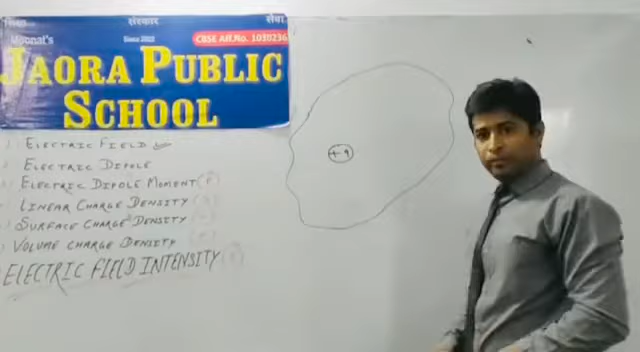 संस्कार
सेवा
Moonat's
Since 2002
CBSE Aff.No. 1030236
JAORA PUBLIC
SCHOOL
ELECTRIC FIELD
ELECTRIC DIPOLE
ELECTRIC DIPOLE MOMENT
LINEAR CHARGE DENSITY
SURFACE CHARGE DENSITY
VOLUME CHARGE DENSITY
ELECTRIC FIELD INTENSITY
+q